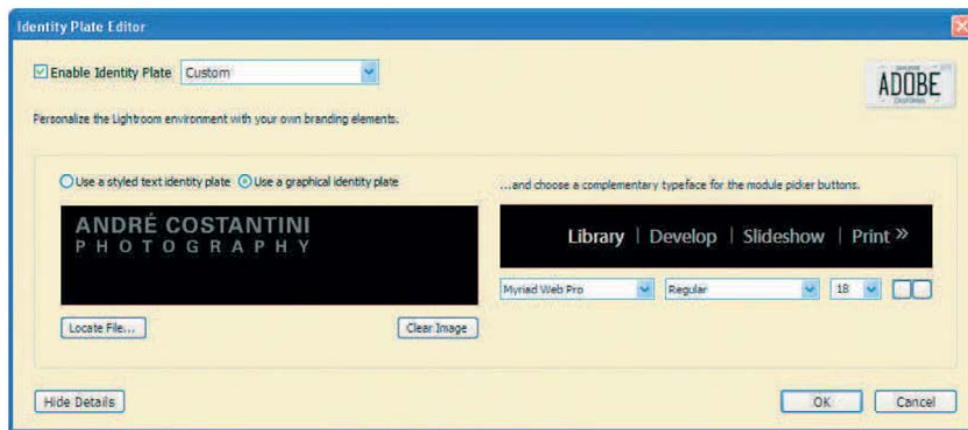 Identity Plate Editor
Enable Identity Plate Custom
ADOBE
Personalize the Lightroom environment with your own branding elements.
Use a styled text identity plate Use a graphical identity plate
...and choose a complementary typeface for the module picker buttons.
ANDRÉ COSTANTINI
PHOTOGRAPHY
Library | Develop | Slideshow | Print »
Myriad Web Pro Regular 18
Locate File... Clear Image
Hide Details OK Cancel